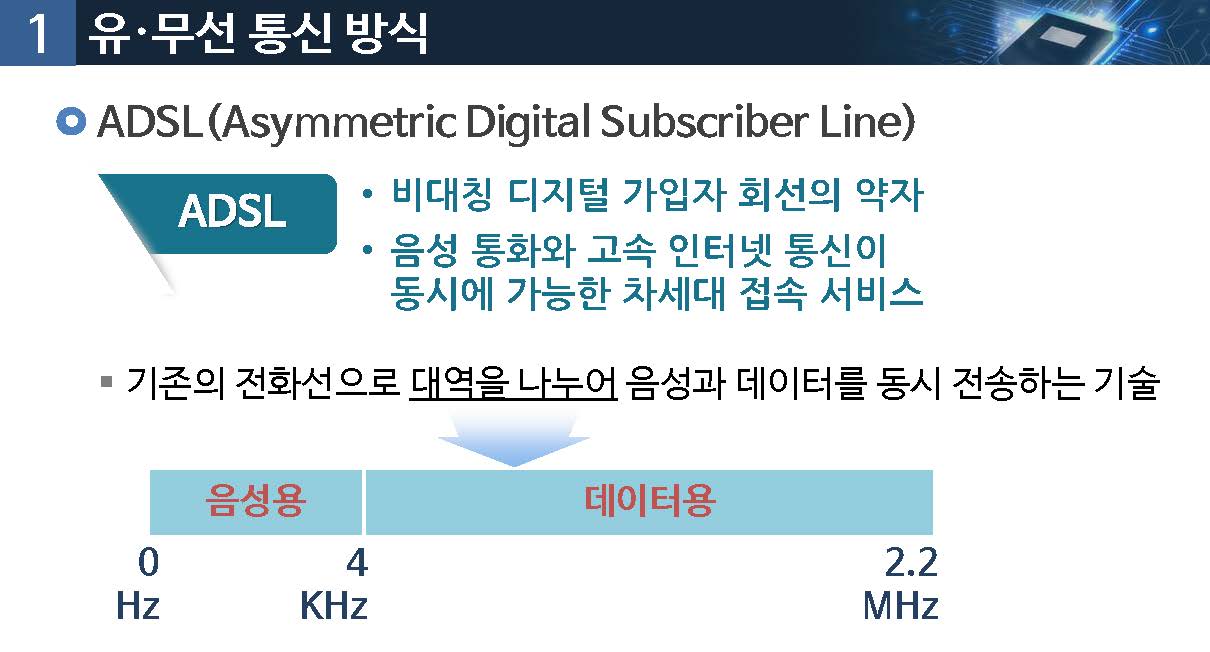 1 유·무선 통신 방식
ADSL(Asymmetric Digital Subscriber Line)
ADSL
• 비대칭 디지털 가입자 회선의 약자
• 음성 통화와 고속 인터넷 통신이
동시에 가능한 차세대 접속 서비스
▪ 기존의 전화선으로 대역을 나누어 음성과 데이터를 동시 전송하는 기술
음성용 데이터용
0 4 2.2
Hz KHz MHz